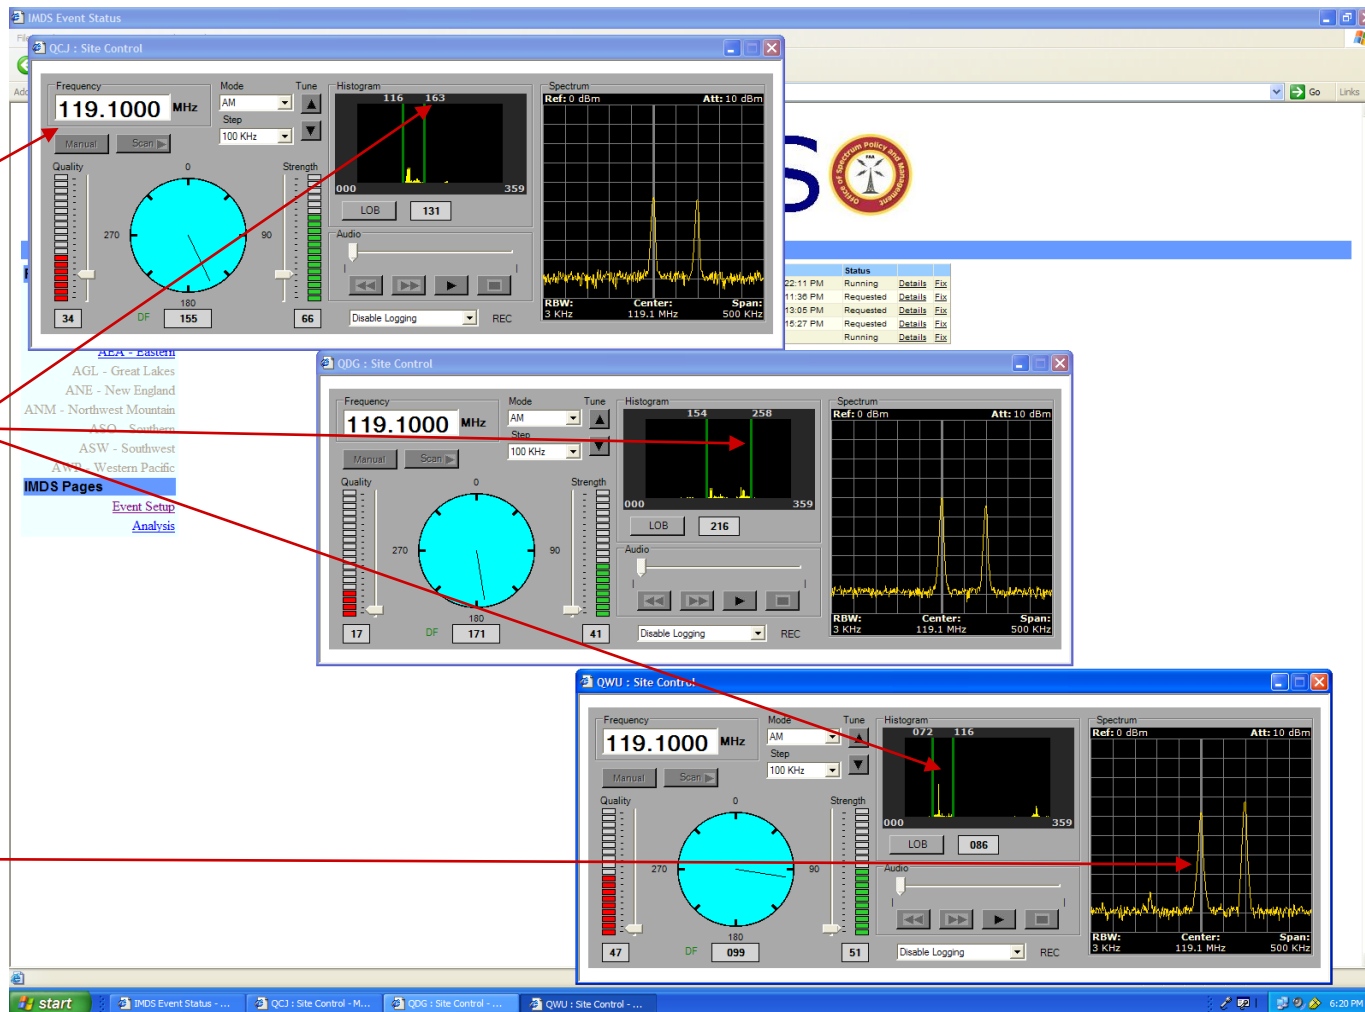 IMDS Event Status
QCJ : Site Control
Go
Links
Frequency
119.1000 MHz
Mode
AM
Step
100 KHz
Tune
Manual
Scan
Quality
Strength
0
90
180
270
34
DF
155
66
Histogram
116 163
000
359
LOB
131
Audio
Disable Logging
REC
Spectrum
Ref: 0 dBm
Att: 10 dBm
RBW:
3 KHz
Center:
119.1 MHz
Span:
500 KHz
S
Office of Spectrum Policy and Management
FAA
Status
22:11 PM Running Details Fix
11:36 PM Requested Details Fix
13:05 PM Requested Details Fix
15:27 PM Requested Details Fix
Running Details Fix
AEA - Eastern
AGL - Great Lakes
ANE - New England
ANM - Northwest Mountain
ASO - Southern
ASW - Southwest
AWP - Western Pacific
IMDS Pages
Event Setup
Analysis
QDG : Site Control
Frequency
119.1000 MHz
Mode
AM
Step
100 KHz
Tune
Manual
Scan
Quality
Strength
0
90
180
270
17
DF
171
41
Histogram
154 258
000
359
LOB
216
Audio
Disable Logging
REC
Spectrum
Ref: 0 dBm
Att: 10 dBm
RBW:
3 KHz
Center:
119.1 MHz
Span:
500 KHz
QWU : Site Control
Frequency
119.1000 MHz
Mode
AM
Step
100 KHz
Tune
Manual
Scan
Quality
Strength
0
90
180
270
47
DF
099
51
Histogram
072 116
000
359
LOB
086
Audio
Disable Logging
REC
Spectrum
Ref: 0 dBm
Att: 10 dBm
RBW:
3 KHz
Center:
119.1 MHz
Span:
500 KHz
start
IMDS Event Status - ...
QCJ : Site Control - M...
QDG : Site Control - ...
QWU : Site Control - ...
6:20 PM